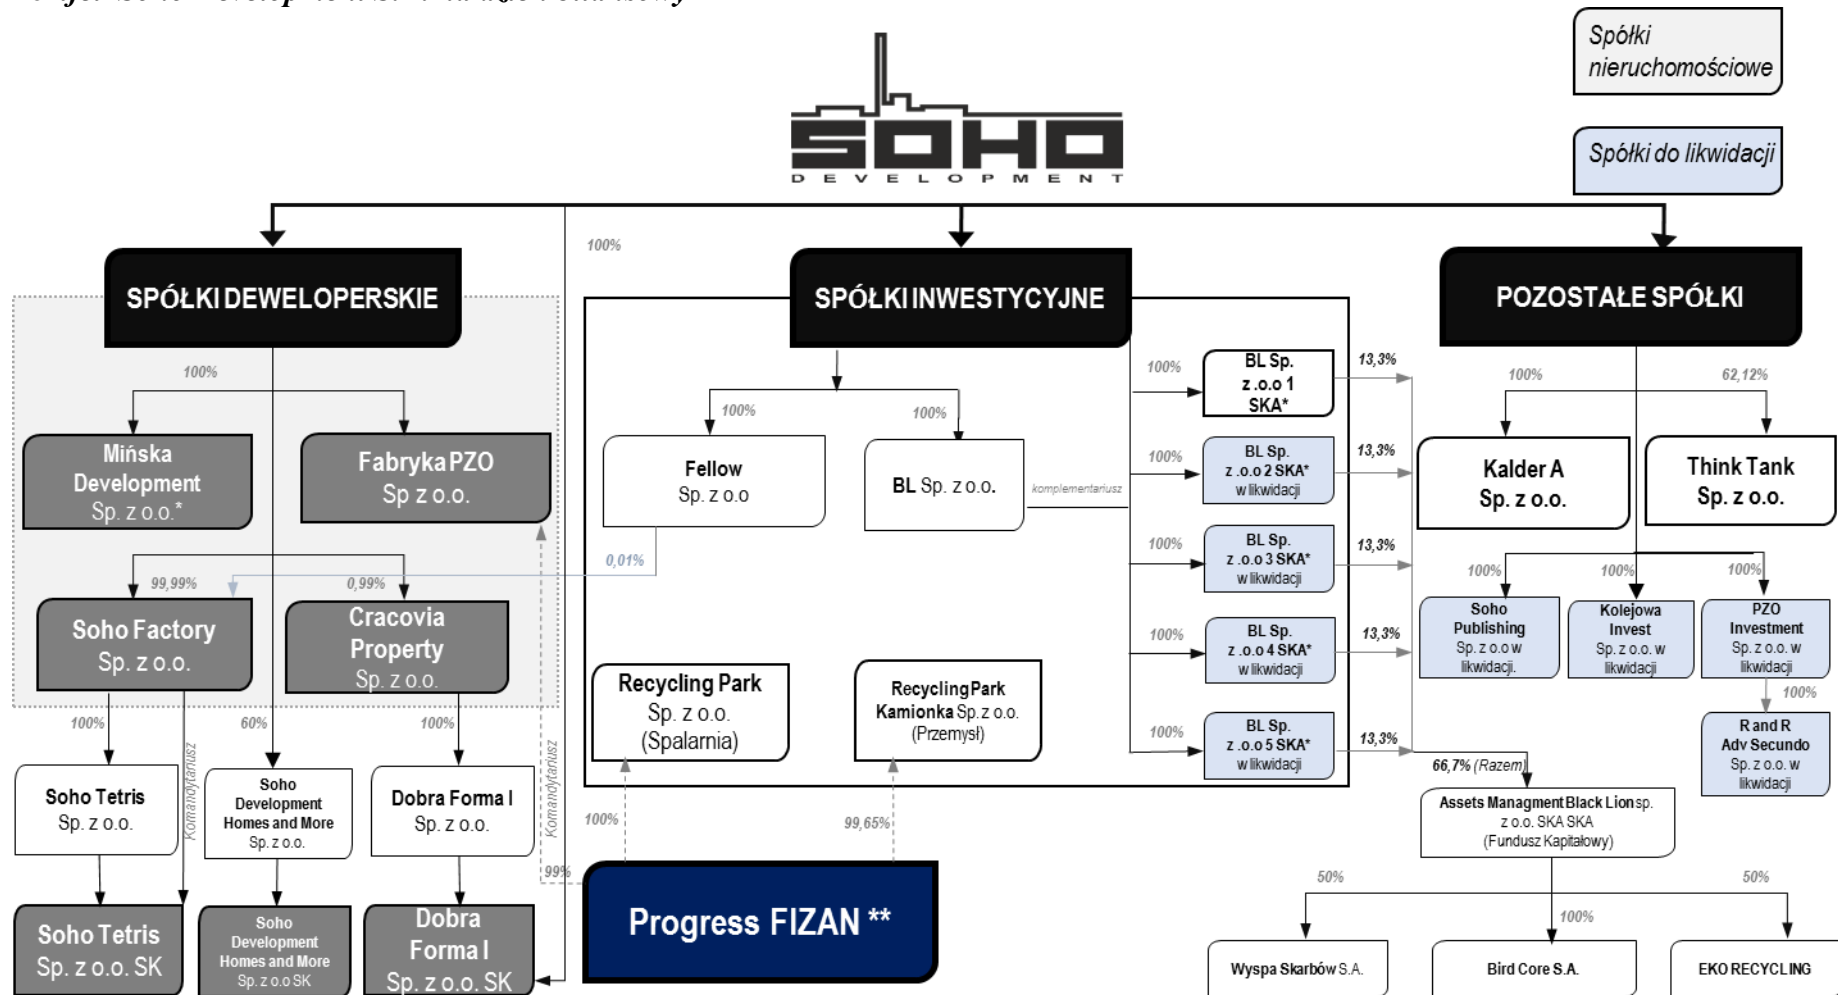 Spółki
nieruchomościowe
Spółki do likwidacji
SOHO
DEVELOPMENT
100%
SPÓŁKI DEWELOPERSKIE
SPÓŁKI INWESTYCYJNE
POZOSTAŁE SPÓŁKI
100%
Mińska
Development
Sp. z o.o.*
Fabryka PZO
Sp z o.o.
99,99%
0,99%
Soho Factory
Sp. z o.o.
Cracovia
Property
Sp. z o.o.
100%
Komandytariusz
60%
100%
Komandytariusz
Soho Tetris
Sp. z o.o.
Soho
Development
Homes and More
Sp. z o.o.
Dobra Forma I
Sp. z o.o.
Soho Tetris
Sp. z o.o. SK
Soho
Development
Homes and More
Sp. z o.o SK
Dobra
Forma I
Sp. z o.o. SK
99%
100%
100%
Fellow
Sp. z o.o
BL Sp. z o.o.
komplementariusz
0,01%
Recycling Park
Sp. z o.o.
(Spalarnia)
Recycling Park
Kamionka Sp. z o.o.
(Przemysł)
100%
99,65%
Progress FIZAN **
100%
BL Sp.
z .o.o 1
SKA*
13,3%
100%
BL Sp.
z .o.o 2 SKA*
w likwidacji
13,3%
100%
BL Sp.
z .o.o 3 SKA*
w likwidacji
13,3%
100%
BL Sp.
z .o.o 4 SKA*
w likwidacji
13,3%
100%
BL Sp.
z .o.o 5 SKA*
w likwidacji
13,3%
100%
62,12%
Kalder A
Sp. z o.o.
Think Tank
Sp. z o.o.
100%
100%
100%
Soho
Publishing
Sp. z o.o w
likwidacji.
Kolejowa
Invest
Sp. z o.o. w
likwidacji
PZO
Investment
Sp. z o.o. w
likwidacji
100%
R and R
Adv Secundo
Sp. z o.o. w
likwidacji
66,7% (Razem)
Assets Managment Black Lion sp.
z o.o. SKA SKA
(Fundusz Kapitałowy)
50%
100%
50%
Wyspa Skarbów S.A.
Bird Core S.A.
EKO RECYCLING